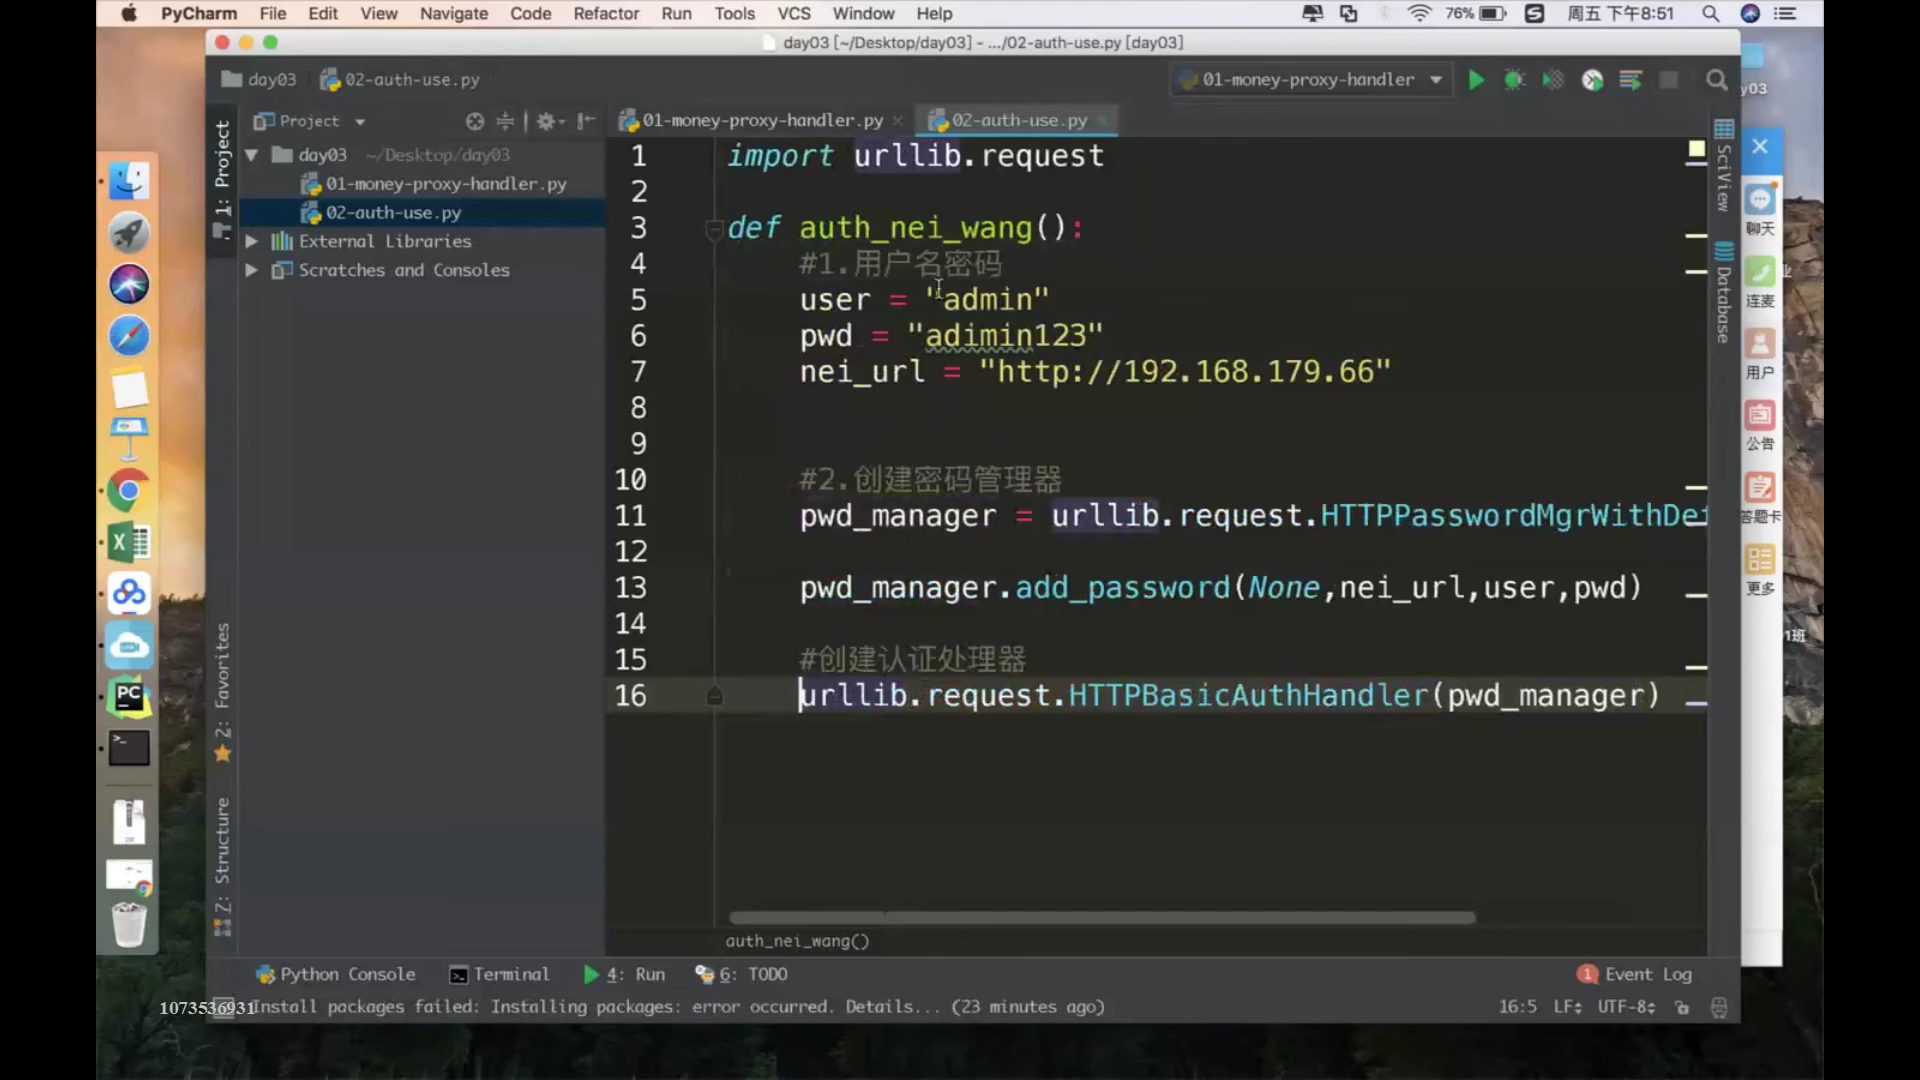 PyCharm File Edit View Navigate Code Refactor Run Tools VCS Window Help 76% 周五 下午8:51
day03 [~/Desktop/day03] - .../02-auth-use.py [day03]
day03 02-auth-use.py 01-money-proxy-handler
y03
Project 01-money-proxy-handler.py 02-auth-use.py
day03 ~/Desktop/day03
01-money-proxy-handler.py
02-auth-use.py
External Libraries
Scratches and Consoles
1: Project
2: Favorites
Z: Structure
1 import urllib.request
2
3 def auth_nei_wang():
4 #1.用户名密码
5 user = "admin"
6 pwd = "adimin123"
7 nei_url = "http://192.168.179.66"
8
9
10 #2.创建密码管理器
11 pwd_manager = urllib.request.HTTPPasswordMgrWithDef
12
13 pwd_manager.add_password(None,nei_url,user,pwd)
14
15 #创建认证处理器
16 urllib.request.HTTPBasicAuthHandler(pwd_manager)
auth_nei_wang()
SciView
Database
聊天
连麦
用户
公告
答题卡
更多
1班
Python Console Terminal 4: Run 6: TODO 1 Event Log
1073536931
Install packages failed: Installing packages: error occurred. Details... (23 minutes ago) 16:5 LF UTF-8